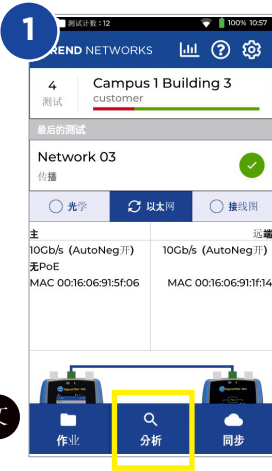 1
测试计数：12
100% 10:57
REND NETWORKS
4
测试
Campus 1 Building 3
customer
最后的测试
Network 03
传播
光学
以太网
接线图
主
远端
10Gb/s (AutoNeg开)
10Gb/s (AutoNeg开)
无PoE
MAC 00:16:06:91:5f:06
MAC 00:16:06:91:1f:14
作业
分析
同步